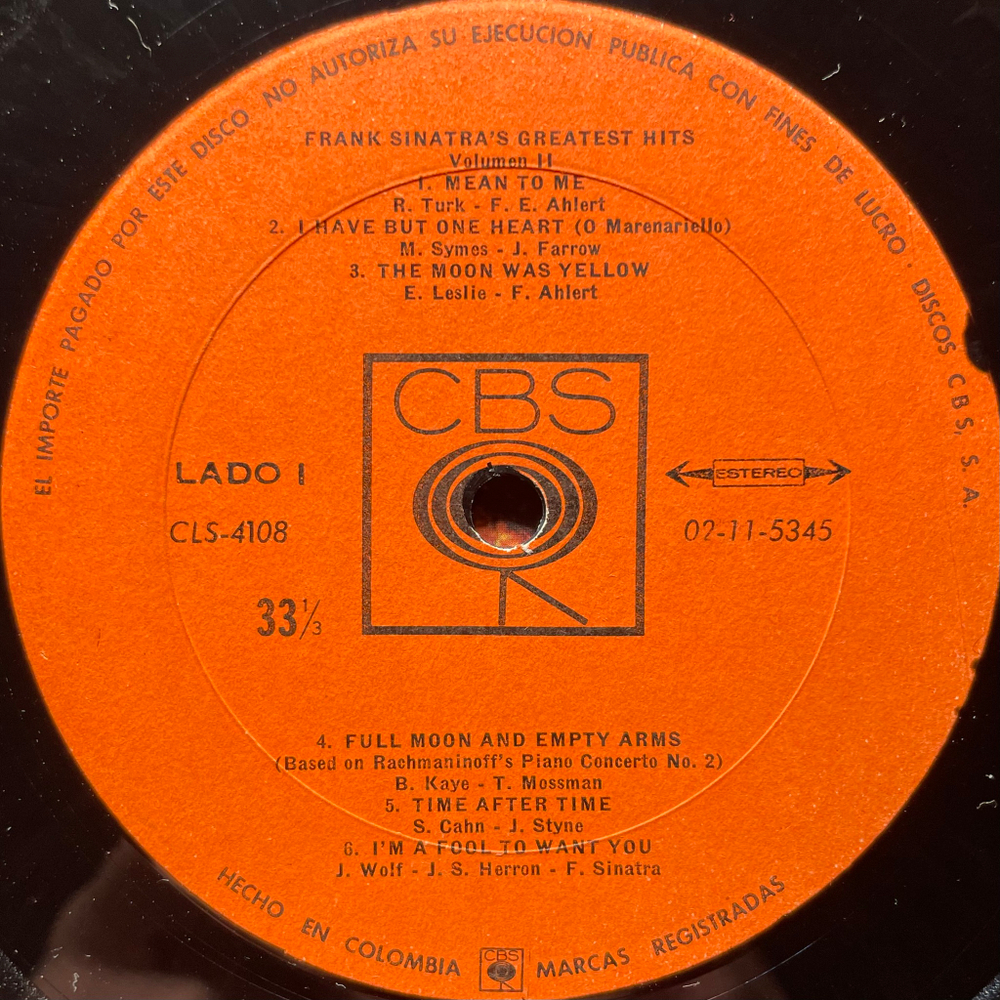 EL IMPORTE PAGADO POR ESTE DISCO NO AUTORIZA SU EJECUCION PUBLICA CON FINES DE LUCRO · DISCOS CBS, S. A.
FRANK SINATRA'S GREATEST HITS
Volumen II
1. MEAN TO ME
R. Turk - F. E. Ahlert
2. I HAVE BUT ONE HEART (O Marenariello)
M. Symes - J. Farrow
3. THE MOON WAS YELLOW
E. Leslie - F. Ahlert
CBS
LADO I
ESTEREO
CLS-4108
02-11-5345
33 1/3
4. FULL MOON AND EMPTY ARMS
(Based on Rachmaninoff's Piano Concerto No. 2)
B. Kaye - T. Mossman
5. TIME AFTER TIME
S. Cahn - J. Styne
6. I'M A FOOL TO WANT YOU
J. Wolf - J. S. Herron - F. Sinatra
HECHO EN COLOMBIA
CBS
MARCAS REGISTRADAS